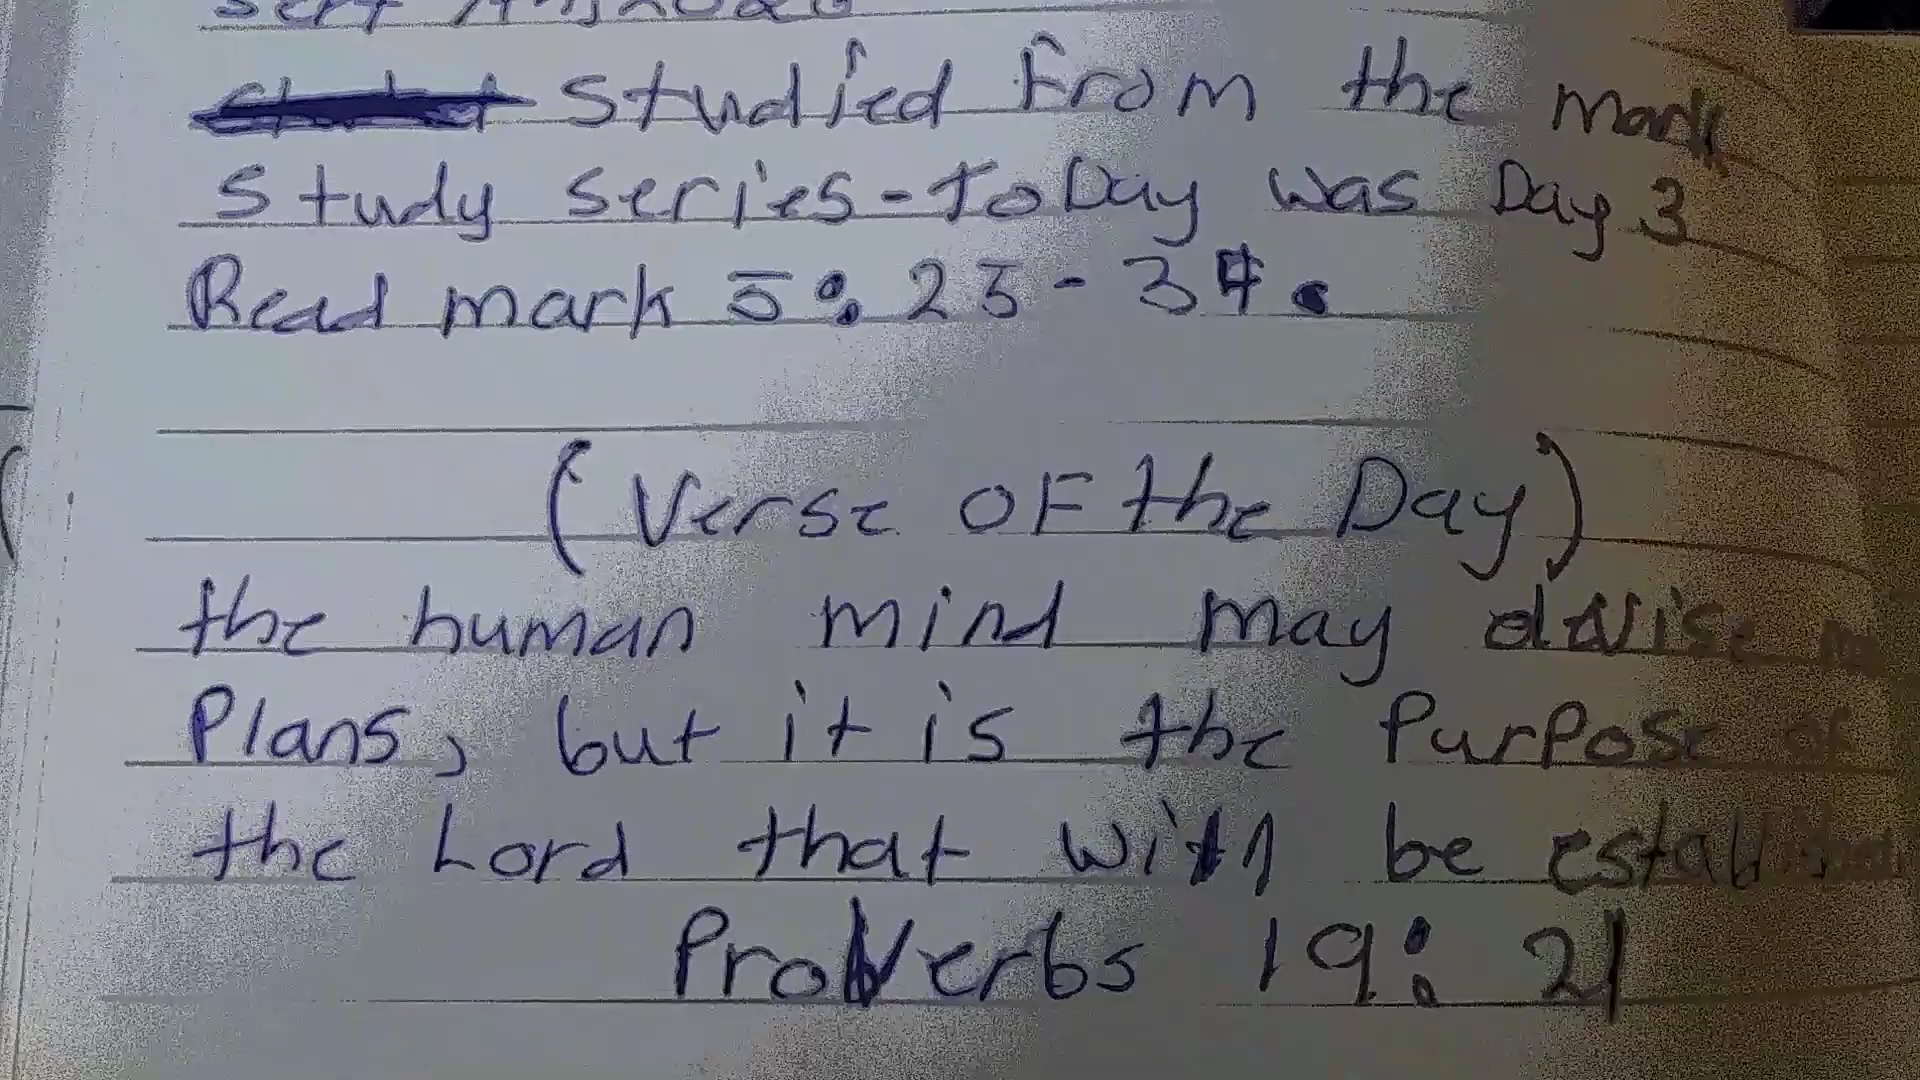 Studied From the mark
Study series-ToDay was Day 3
Read mark 5:25-34.
(Verse OF the Day)
the human mind may devise
Plans, but it is the Purpose of
the Lord that will be established
Proverbs 19:21